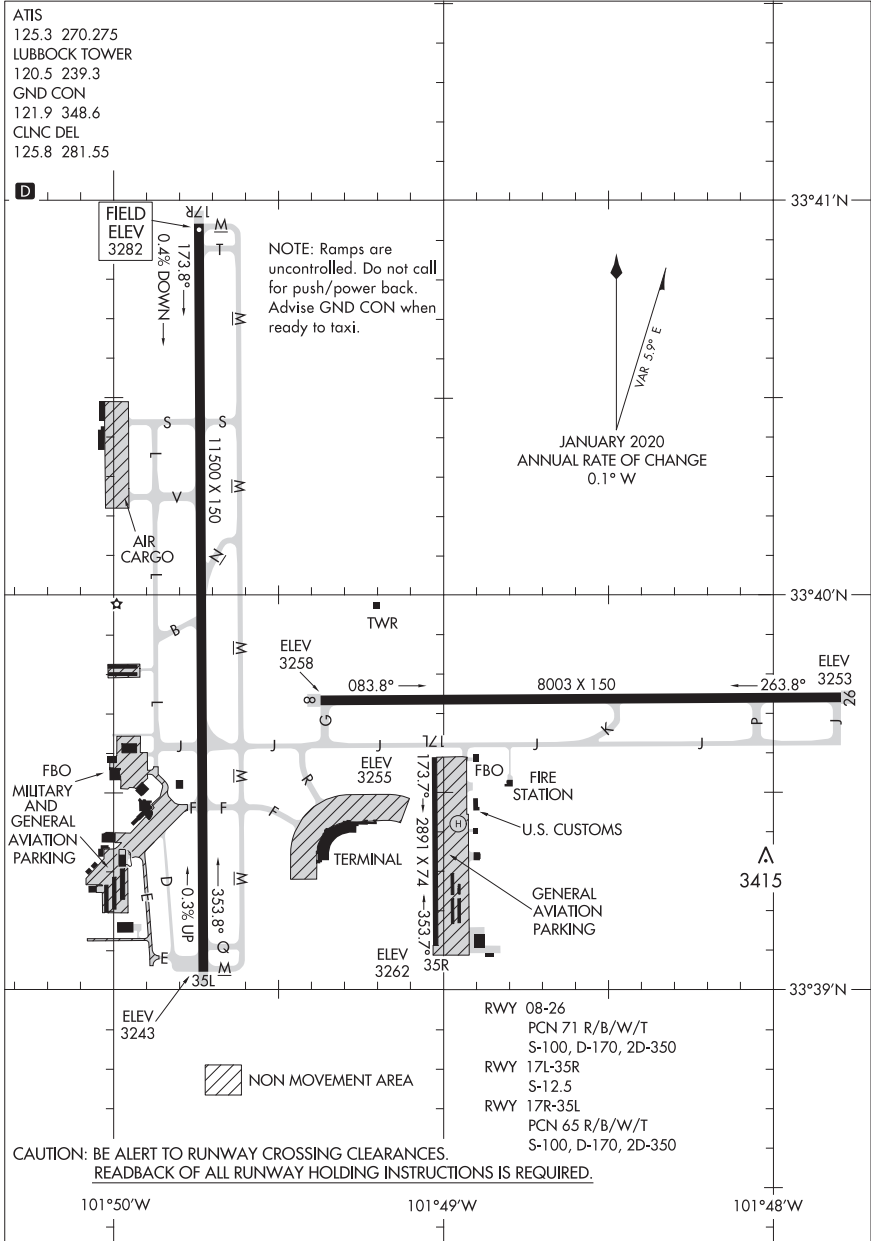 ATIS
125.3 270.275
LUBBOCK TOWER
120.5 239.3
GND CON
121.9 348.6
CLNC DEL
125.8 281.55
D
33°41'N
FIELD
ELEV
3282
17R
M
T
173.8°
0.4% DOWN
NOTE: Ramps are
uncontrolled. Do not call
for push/power back.
Advise GND CON when
ready to taxi.
M
VAR 5.9° E
JANUARY 2020
ANNUAL RATE OF CHANGE
0.1° W
S
S
L
11500 X 150
M
V
AIR
CARGO
N
L
33°40'N
TWR
B
M
ELEV
3258
ELEV
3253
083.8°
8003 X 150
263.8°
8
26
L
G
K
P
J
J
J
J
17L
J
J
FBO
MILITARY
AND
GENERAL
AVIATION
PARKING
M
R
ELEV
3255
173.7°
FBO
FIRE
STATION
F
F
F
2891 X 74
H
U.S. CUSTOMS
TERMINAL
3415
D
E
0.3% UP
353.8°
M
353.7°
GENERAL
AVIATION
PARKING
Q
E
M
35L
ELEV
3262
35R
33°39'N
ELEV
3243
RWY 08-26
PCN 71 R/B/W/T
S-100, D-170, 2D-350
RWY 17L-35R
S-12.5
RWY 17R-35L
PCN 65 R/B/W/T
S-100, D-170, 2D-350
NON MOVEMENT AREA
CAUTION: BE ALERT TO RUNWAY CROSSING CLEARANCES.
READBACK OF ALL RUNWAY HOLDING INSTRUCTIONS IS REQUIRED.
101°50'W
101°49'W
101°48'W